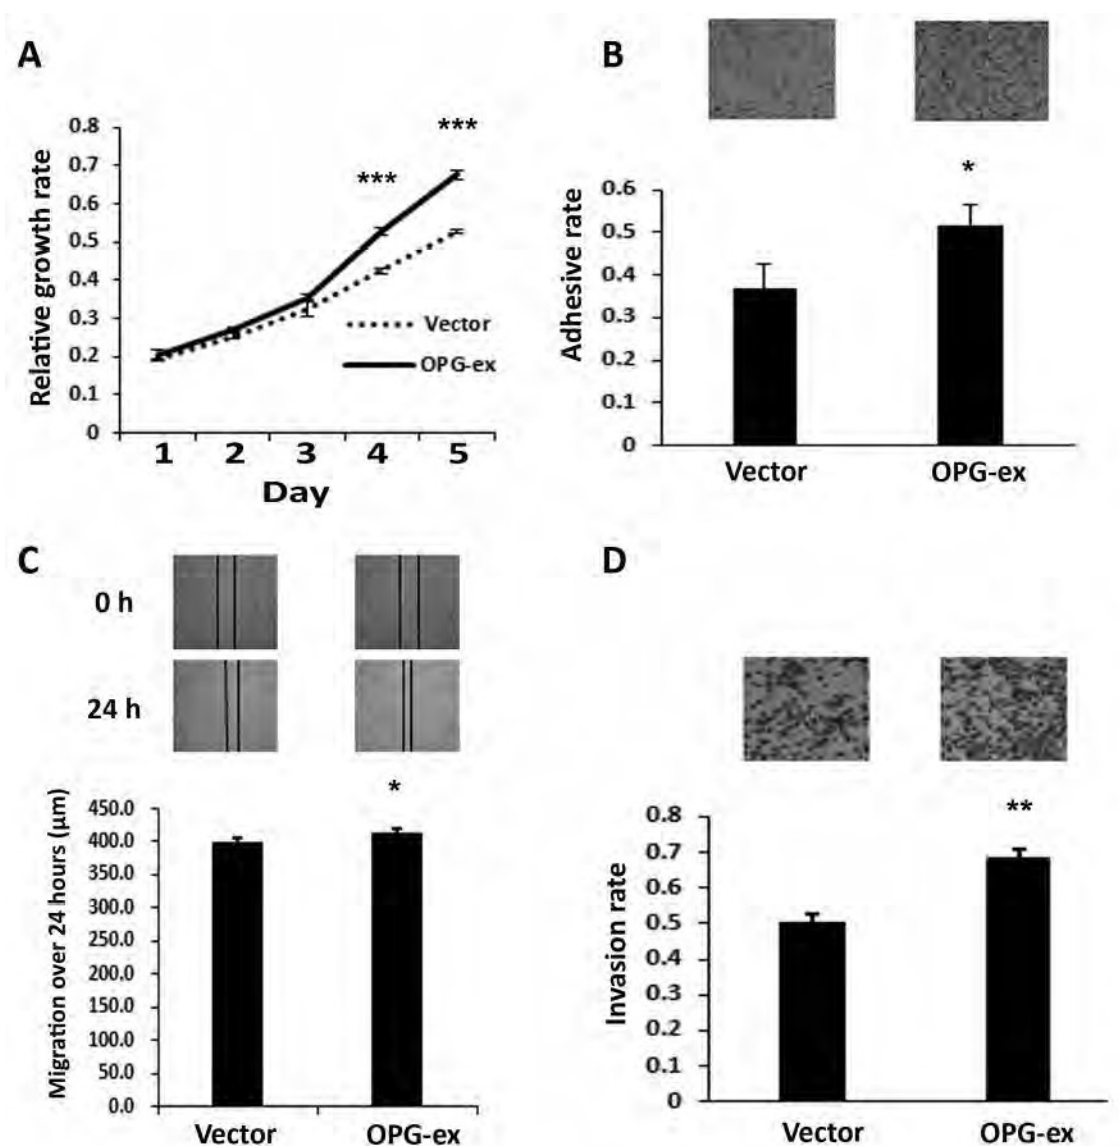 A
Relative growth rate
0.8
0.7
0.6
0.5
0.4
0.3
0.2
0.1
0
***
***
Vector
OPG-ex
1 2 3 4 5
Day
B
Adhesive rate
0.6
0.5
0.4
0.3
0.2
0.1
0
*
Vector OPG-ex
C
0 h
24 h
Migration over 24 hours (µm)
450.0
400.0
350.0
300.0
250.0
200.0
150.0
100.0
50.0
0.0
*
Vector OPG-ex
D
Invasion rate
0.8
0.7
0.6
0.5
0.4
0.3
0.2
0.1
0
**
Vector OPG-ex